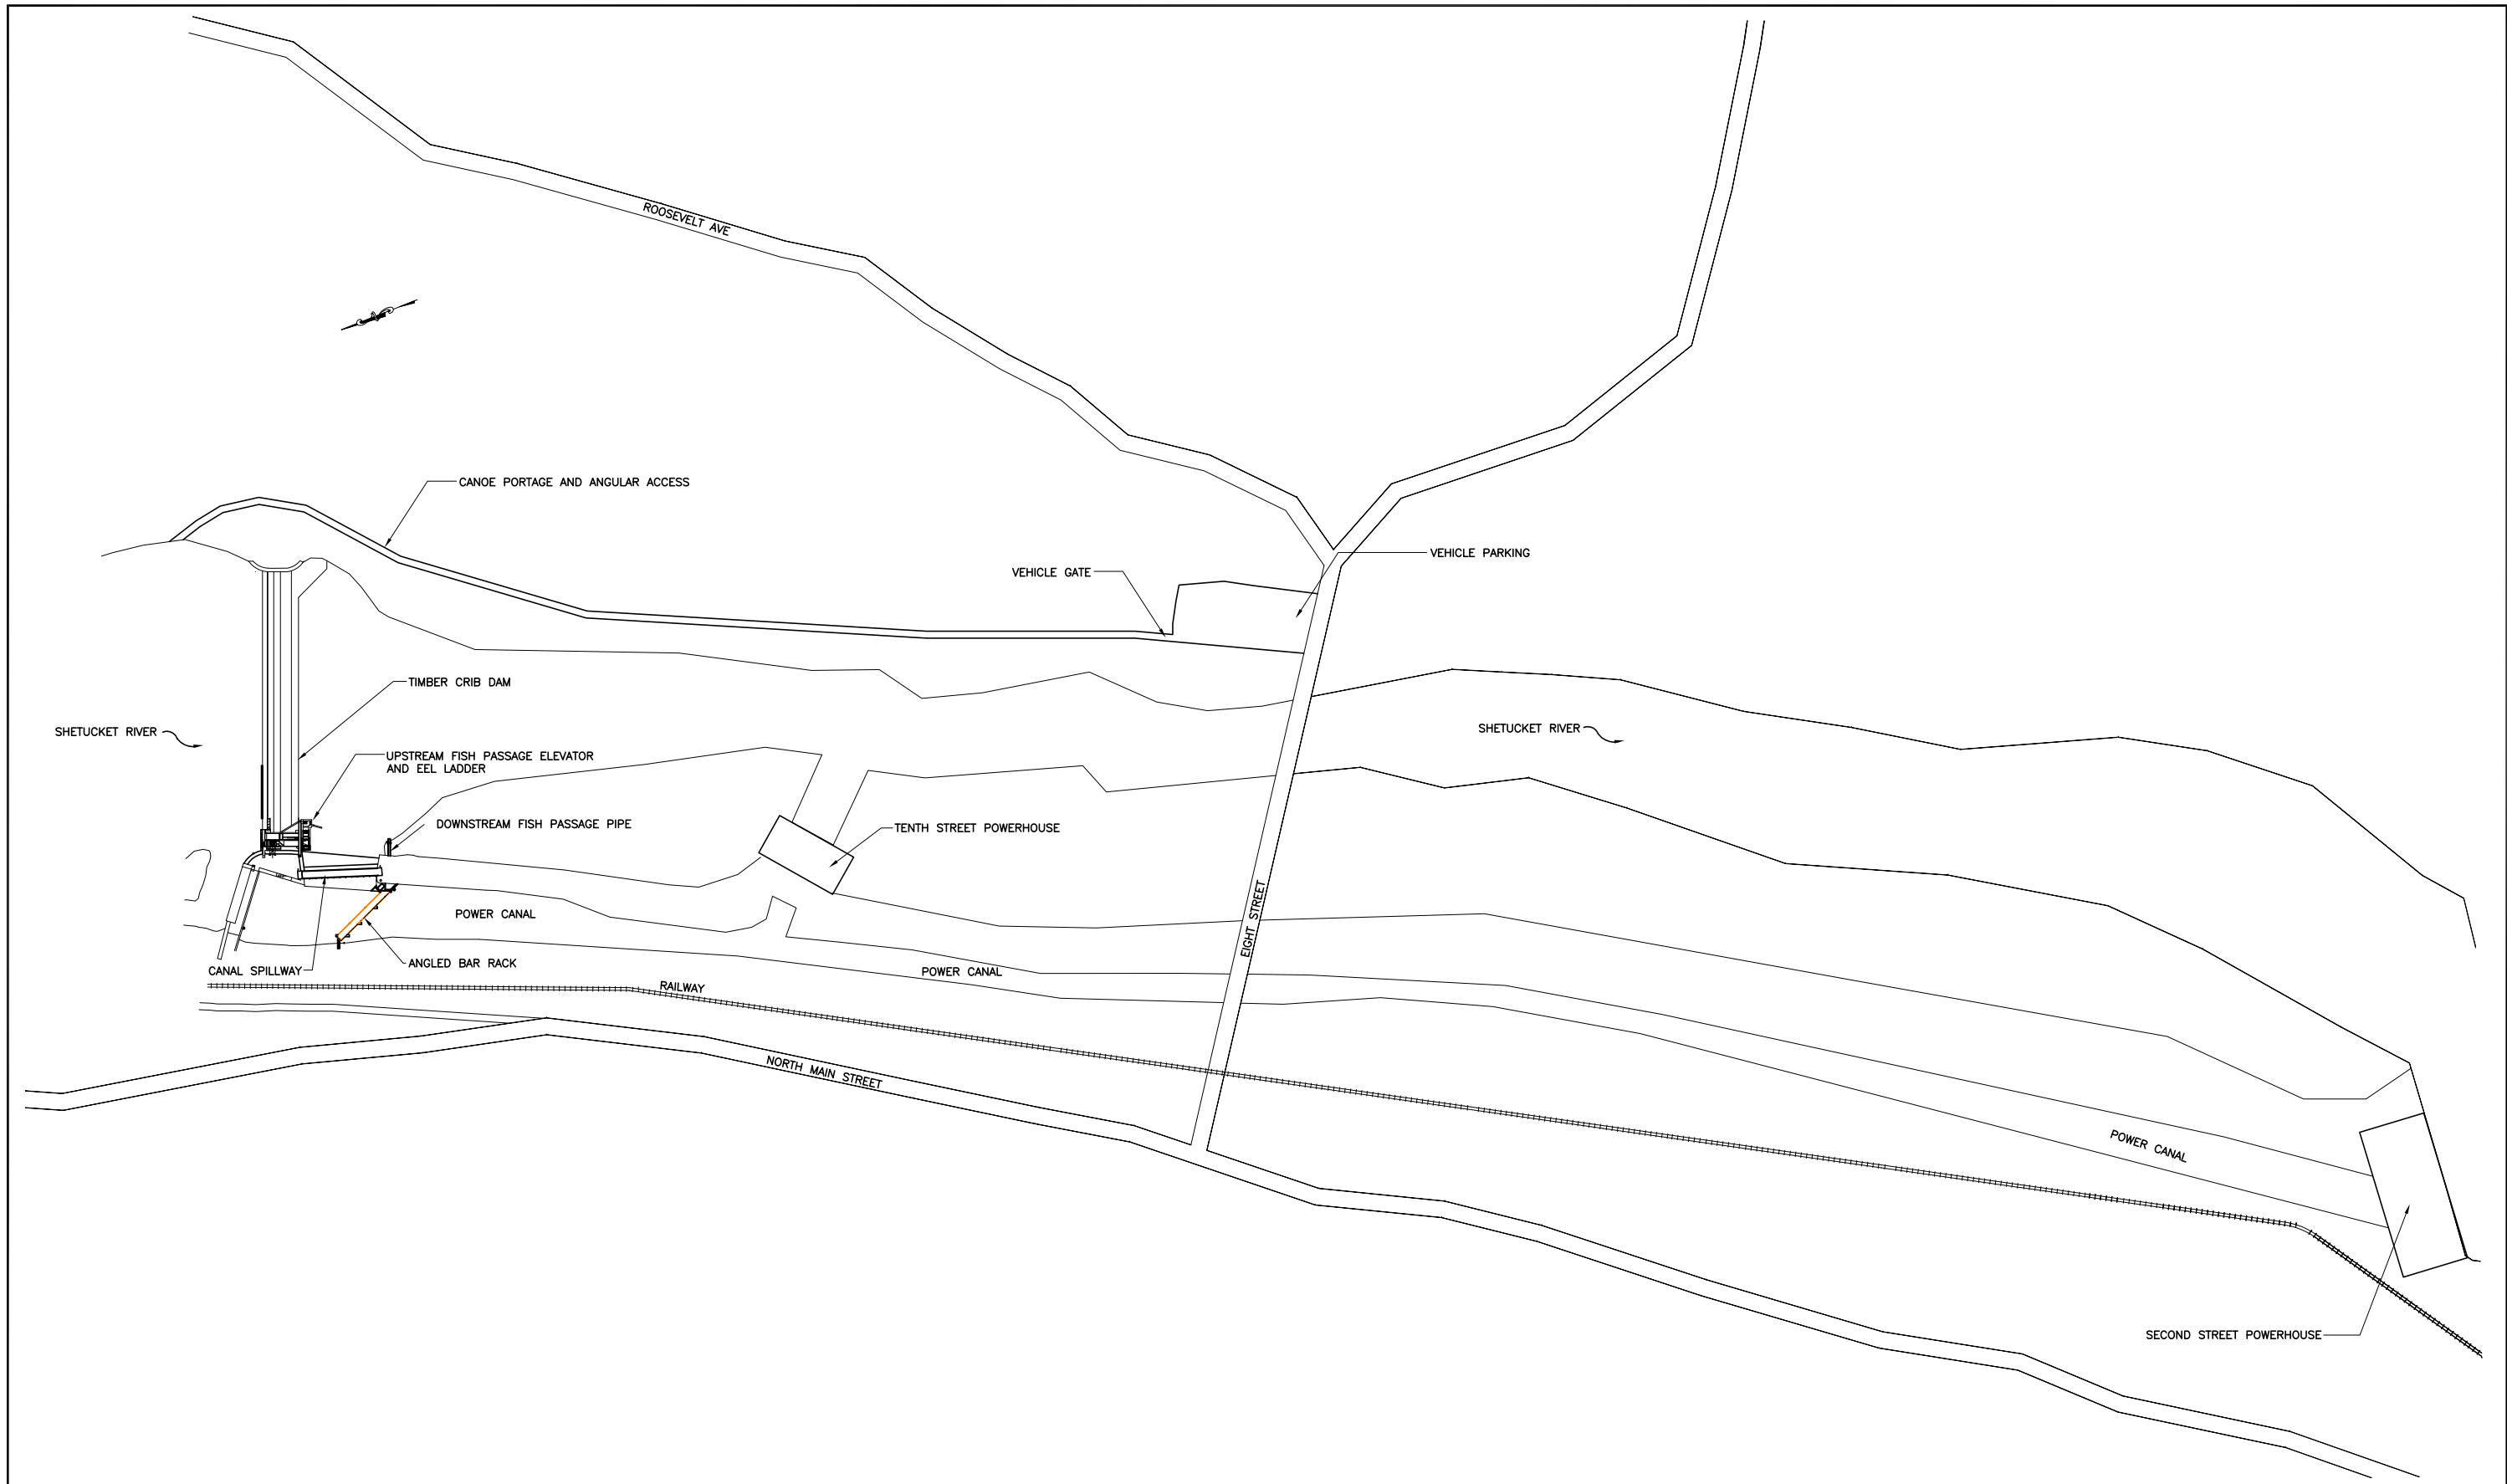 ROOSEVELT AVE
CANOE PORTAGE AND ANGULAR ACCESS
VEHICLE PARKING
VEHICLE GATE
TIMBER CRIB DAM
SHETUCKET RIVER
SHETUCKET RIVER
UPSTREAM FISH PASSAGE ELEVATOR
AND EEL LADDER
DOWNSTREAM FISH PASSAGE PIPE
TENTH STREET POWERHOUSE
POWER CANAL
EIGHT STREET
ANGLED BAR RACK
CANAL SPILLWAY
POWER CANAL
RAILWAY
NORTH MAIN STREET
POWER CANAL
SECOND STREET POWERHOUSE